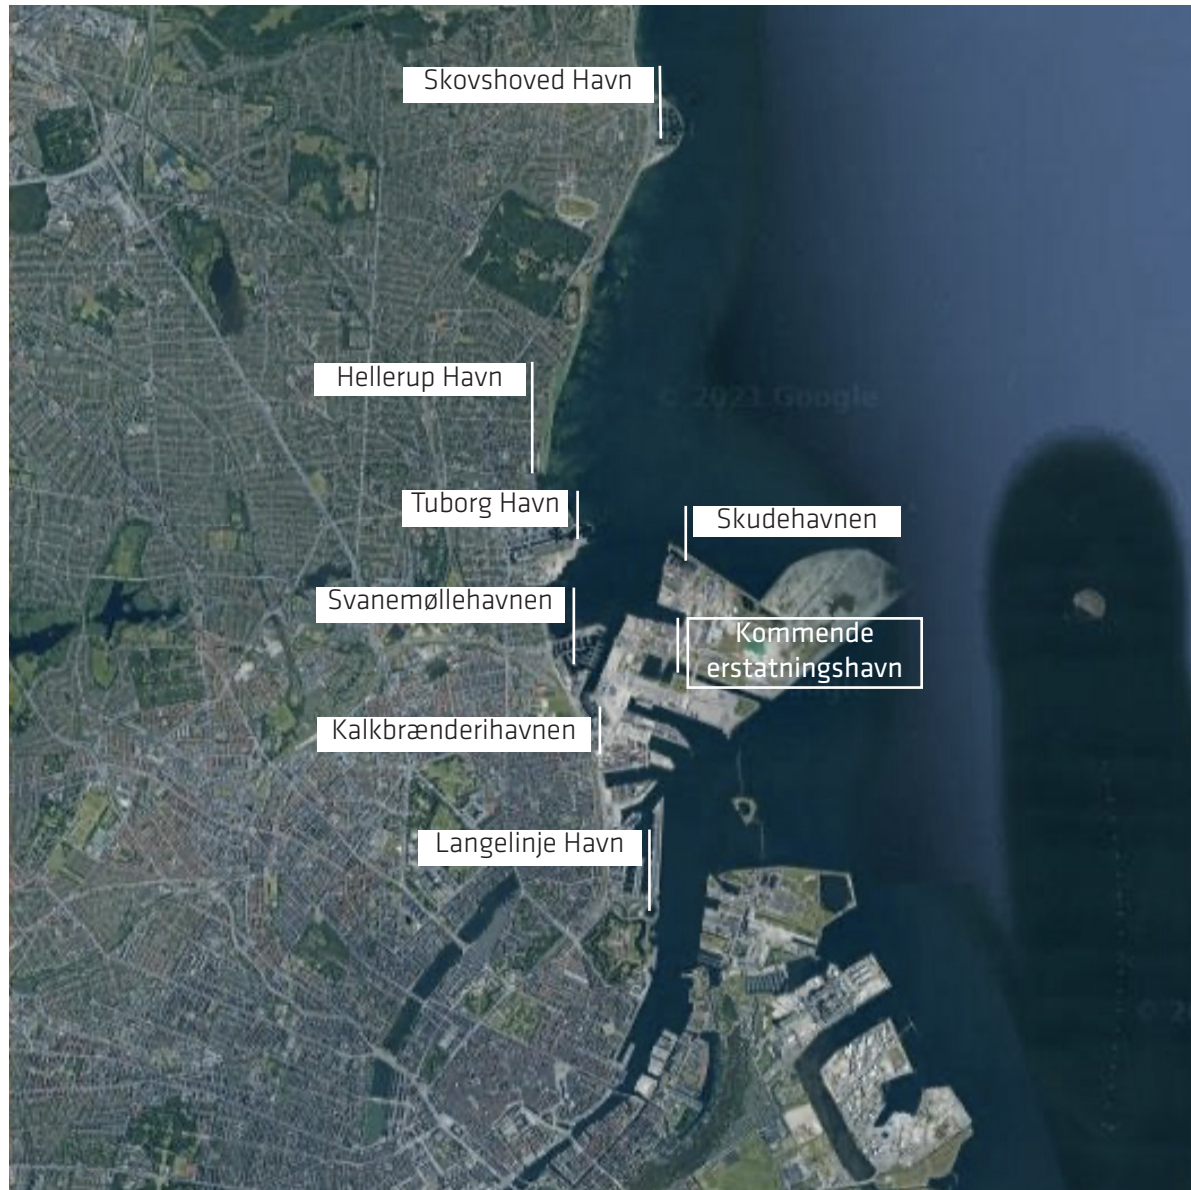 Skovshoved Havn
Hellerup Havn
© 2021 Google
Tuborg Havn
Skudehavnen
Svanemøllehavnen
Kommende
erstatningshavn
Kalkbrænderihavnen
Langelinje Havn